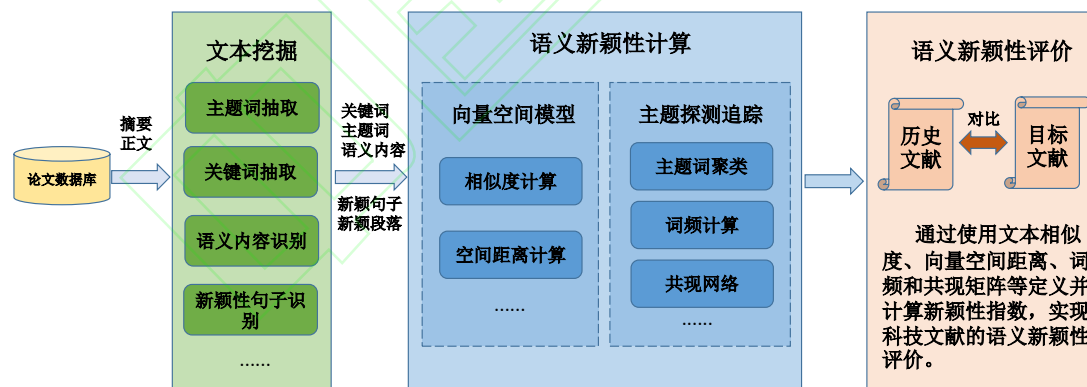 论文数据库
摘要
正文
文本挖掘
主题词抽取
关键词抽取
语义内容识别
新颖性句子识
别
……
关键词
主题词
语义内容
新颖句子
新颖段落
语义新颖性计算
向量空间模型
相似度计算
空间距离计算
……
主题探测追踪
主题词聚类
词频计算
共现网络
……
语义新颖性评价
历史
文献
对比
目标
文献
通过使用文本相似
度、向量空间距离、词
频和共现矩阵等定义并
计算新颖性指数，实现
科技文献的语义新颖性
评价。